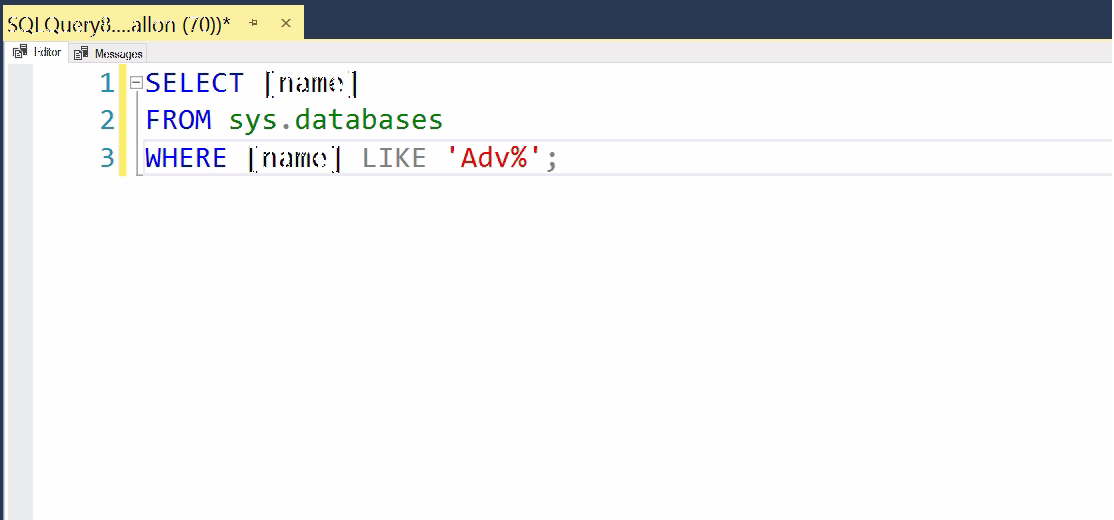 SQLQuery8....allon (70))*
Editor Messages
1 SELECT [name]
2 FROM sys.databases
3 WHERE [name] LIKE 'Adv%';